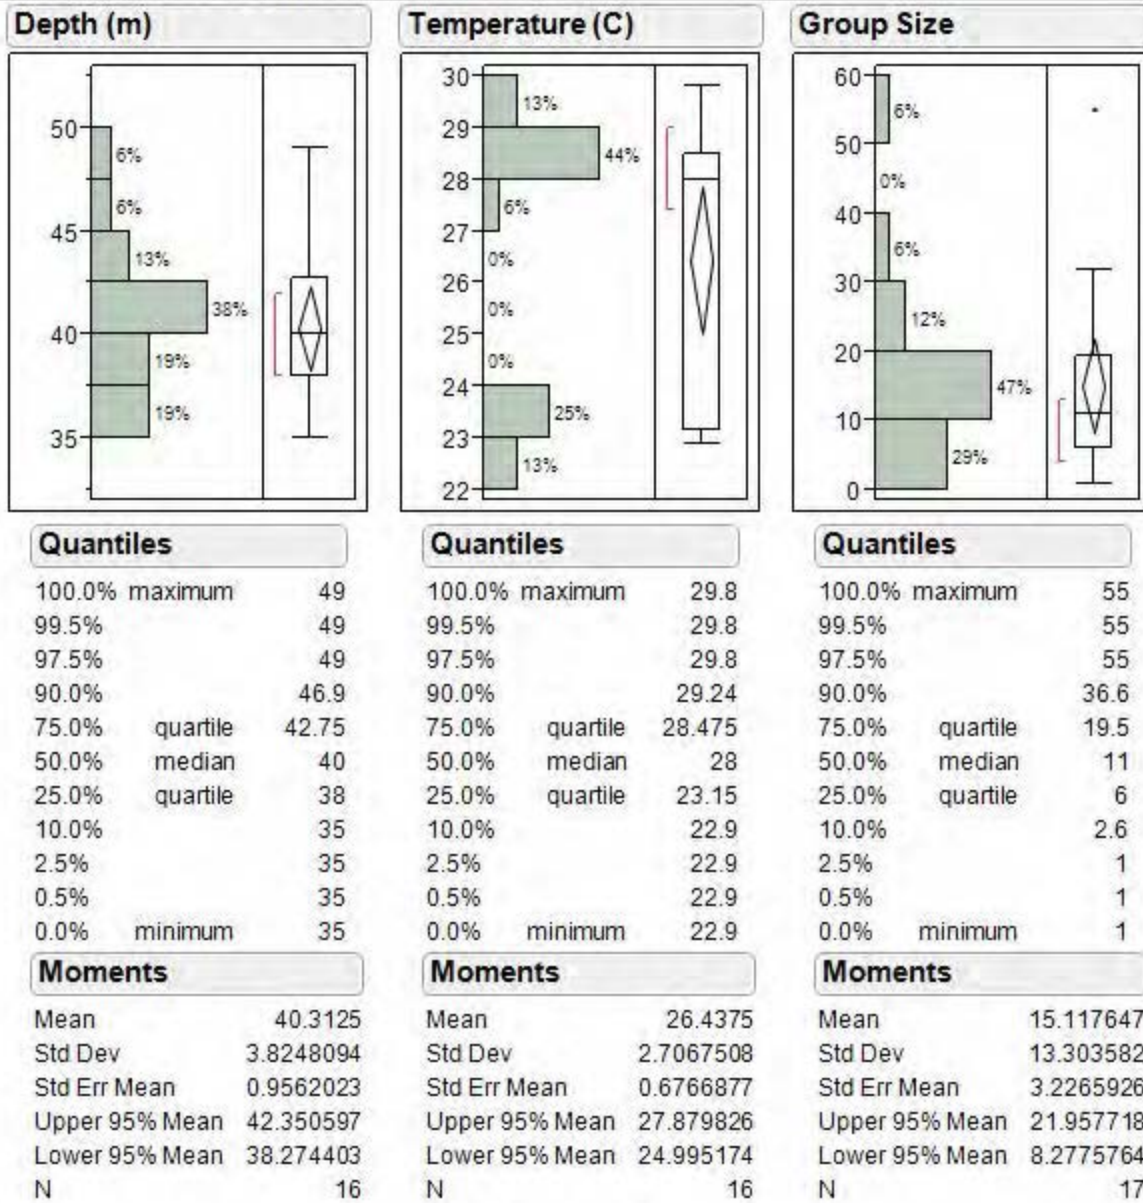 Depth (m)
50
45
40
35
6%
6%
13%
38%
19%
19%
Quantiles
100.0% maximum 49
99.5% 49
97.5% 49
90.0% 46.9
75.0% quartile 42.75
50.0% median 40
25.0% quartile 38
10.0% 35
2.5% 35
0.5% 35
0.0% minimum 35
Moments
Mean 40.3125
Std Dev 3.8248094
Std Err Mean 0.9562023
Upper 95% Mean 42.350597
Lower 95% Mean 38.274403
N 16
Temperature (C)
30
29
28
27
26
25
24
23
22
13%
44%
6%
0%
0%
0%
25%
13%
Quantiles
100.0% maximum 29.8
99.5% 29.8
97.5% 29.8
90.0% 29.24
75.0% quartile 28.475
50.0% median 28
25.0% quartile 23.15
10.0% 22.9
2.5% 22.9
0.5% 22.9
0.0% minimum 22.9
Moments
Mean 26.4375
Std Dev 2.7067508
Std Err Mean 0.6766877
Upper 95% Mean 27.879826
Lower 95% Mean 24.995174
N 16
Group Size
60
50
40
30
20
10
0
6%
0%
6%
12%
47%
29%
Quantiles
100.0% maximum 55
99.5% 55
97.5% 55
90.0% 36.6
75.0% quartile 19.5
50.0% median 11
25.0% quartile 6
10.0% 2.6
2.5% 1
0.5% 1
0.0% minimum 1
Moments
Mean 15.117647
Std Dev 13.303582
Std Err Mean 3.2265926
Upper 95% Mean 21.957718
Lower 95% Mean 8.2775764
N 17